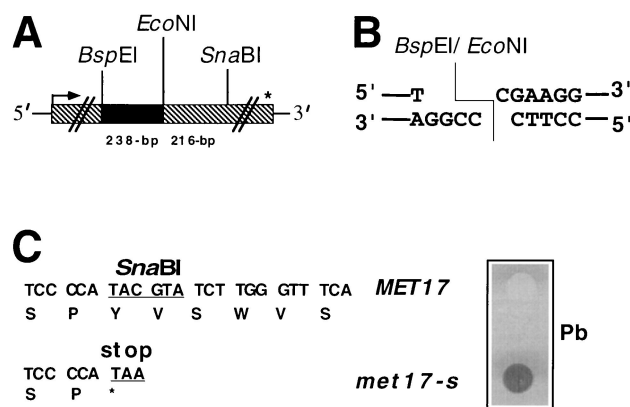 A
EcoNI
BspEI
SnaBI
*
5' 3'
238-bp 216-bp
B
BspEI/ EcoNI
5' T CGAAGG 3'
3' AGGCC CTTCC 5'
C
SnaBI
TCC CCA TAC GTA TCT TGG GTT TCA MET17
S P Y V S W V S
stop
TCC CCA TAA
S P *
met17-s
Pb